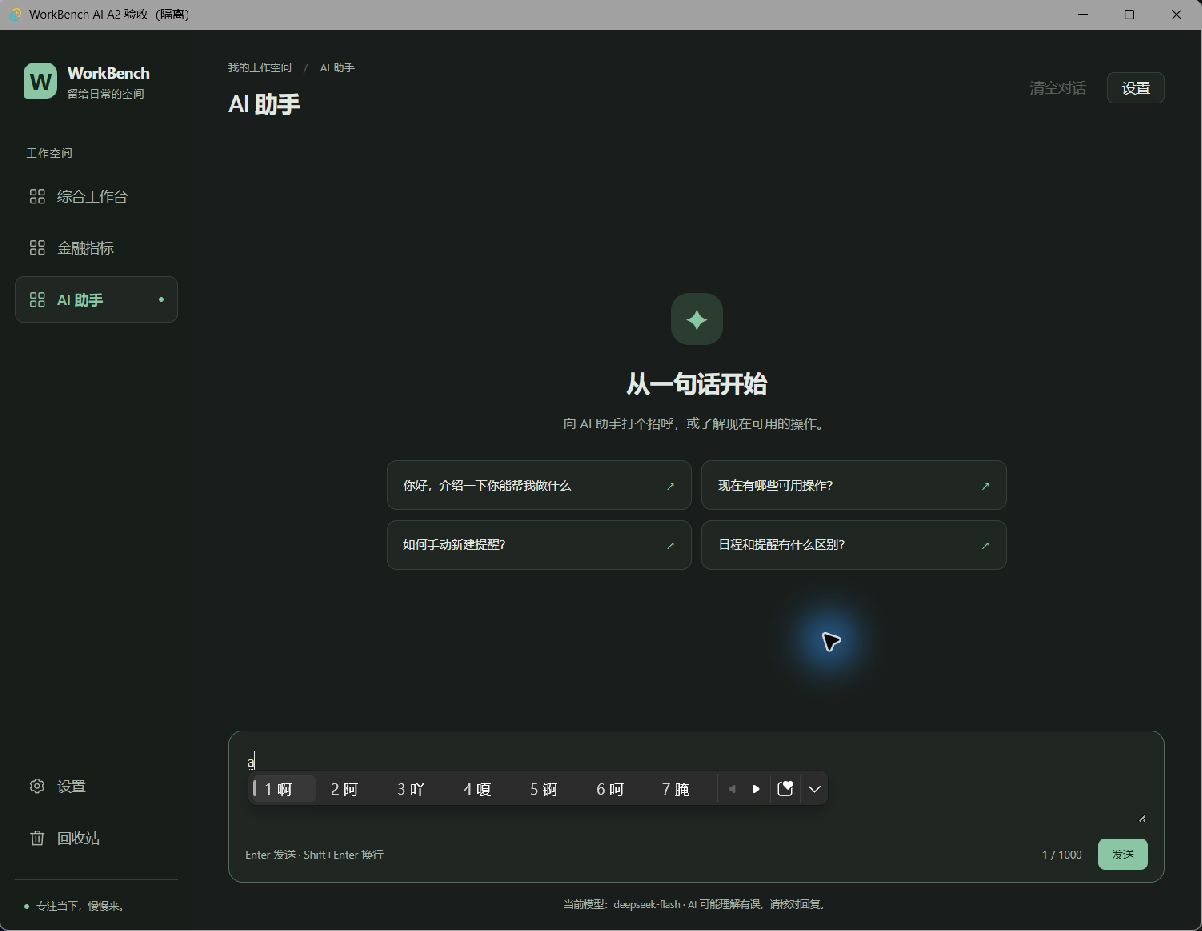 WorkBench AI A2 验收（隔离）
W
WorkBench
留给日常的空间
工作空间
综合工作台
金融指标
AI 助手
设置
回收站
专注当下，慢慢来。
我的工作空间 / AI 助手
AI 助手
清空对话
设置
从一句话开始
向 AI 助手打个招呼，或了解现在可用的操作。
你好，介绍一下你能帮我做什么
现在有哪些可用操作？
如何手动新建提醒？
日程和提醒有什么区别？
a
1 啊 2 阿 3 吖 4 嗄 5 锕 6 呵 7 腌
Enter 发送 · Shift+Enter 换行
1 / 1000
发送
当前模型：deepseek-flash · AI 可能理解有误，请核对回复。